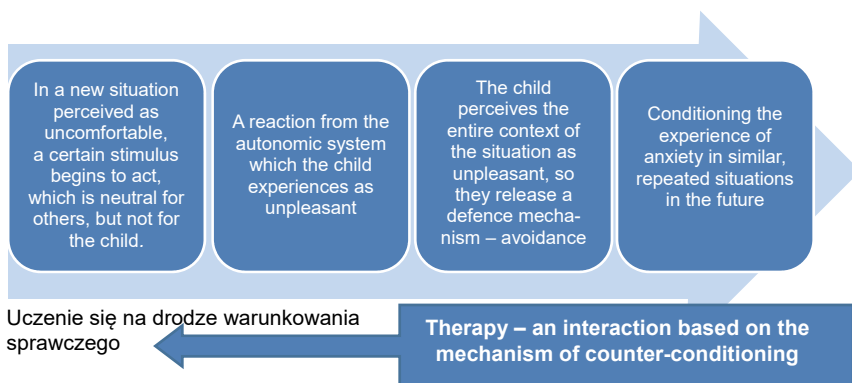 In a new situation
perceived as
uncomfortable,
a certain stimulus
begins to act,
which is neutral for
others, but not for
the child.
A reaction from the
autonomic system
which the child
experiences as
unpleasant
The child
perceives the
entire context of
the situation as
unpleasant, so
they release a
defence mecha-
nism – avoidance
Conditioning the
experience of
anxiety in similar,
repeated situations
in the future
Uczenie się na drodze warunkowania
sprawczego
Therapy – an interaction based on the
mechanism of counter-conditioning